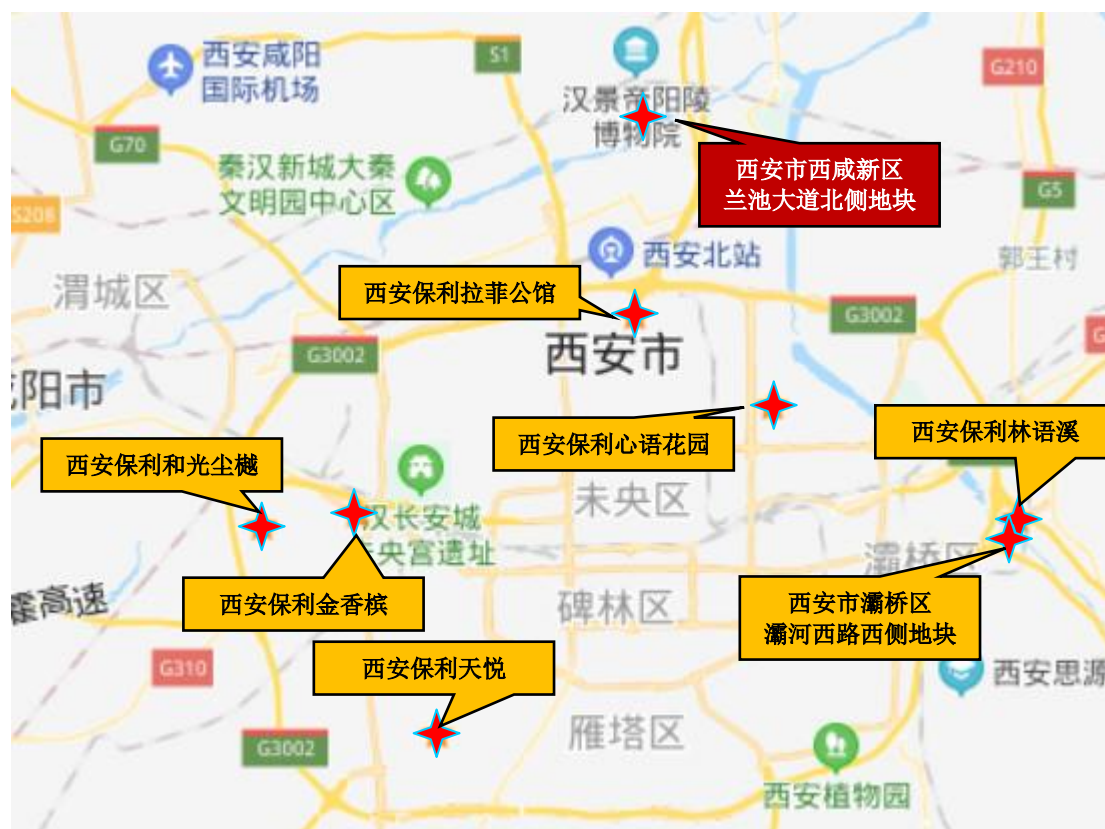 西安咸阳
国际机场
S1
G210
汉景帝阳陵
博物院
G70
秦汉新城大秦
文明园中心区
西安市西咸新区
兰池大道北侧地块
G5
S208
西安北站
郭王村
渭城区
西安保利拉菲公馆
G3002
G3002
西安市
阳市
西安保利心语花园
西安保利林语溪
西安保利和光尘樾
未央区
汉长安城
央宫遗址
灞桥区
西安保利金香槟
碑林区
西安市灞桥区
灞河西路西侧地块
霍高速
G310
西安保利天悦
西安思源
雁塔区
G3002
西安植物园